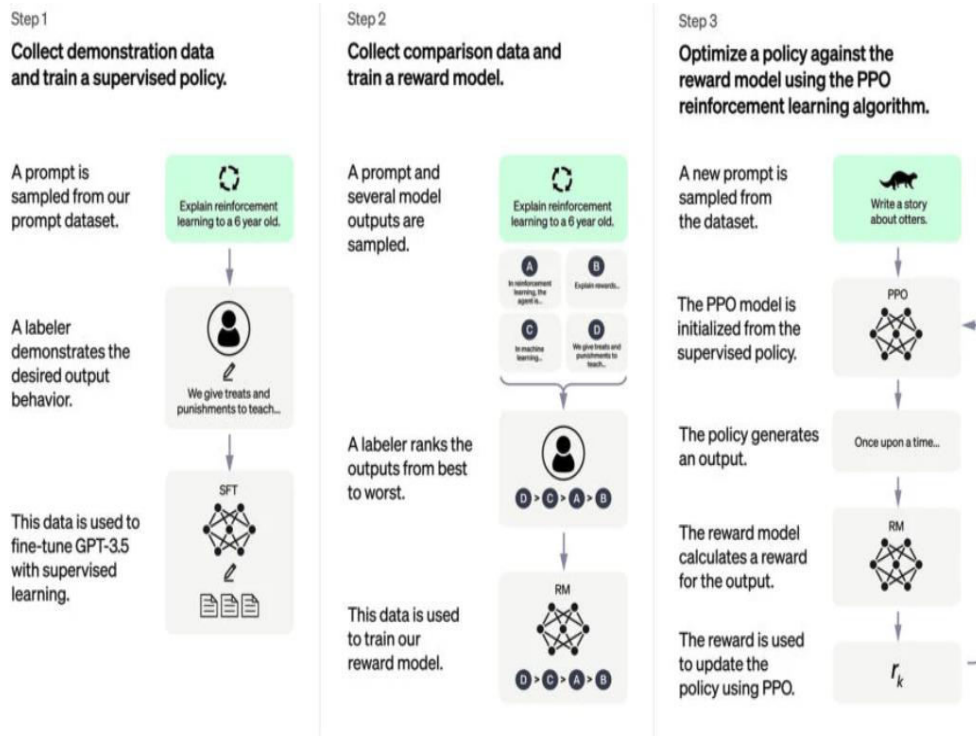 Step 1
Collect demonstration data
and train a supervised policy.
A prompt is
sampled from our
prompt dataset.
Explain reinforcement
learning to a 6 year old.
A labeler
demonstrates the
desired output
behavior.
We give treats and
punishments to teach...
This data is used to
fine-tune GPT-3.5
with supervised
learning.
SFT
Step 2
Collect comparison data and
train a reward model.
A prompt and
several model
outputs are
sampled.
Explain reinforcement
learning to a 6 year old.
A
In reinforcement
learning, the
agent is...
B
Explain rewards...
C
In machine
learning...
D
We give treats and
punishments to
teach...
A labeler ranks the
outputs from best
to worst.
D > C > A > B
This data is used
to train our
reward model.
RM
D > C > A > B
Step 3
Optimize a policy against the
reward model using the PPO
reinforcement learning algorithm.
A new prompt is
sampled from
the dataset.
Write a story
about otters.
The PPO model is
initialized from the
supervised policy.
PPO
The policy generates
an output.
Once upon a time...
The reward model
calculates a reward
for the output.
RM
The reward is used
to update the
policy using PPO.
rk